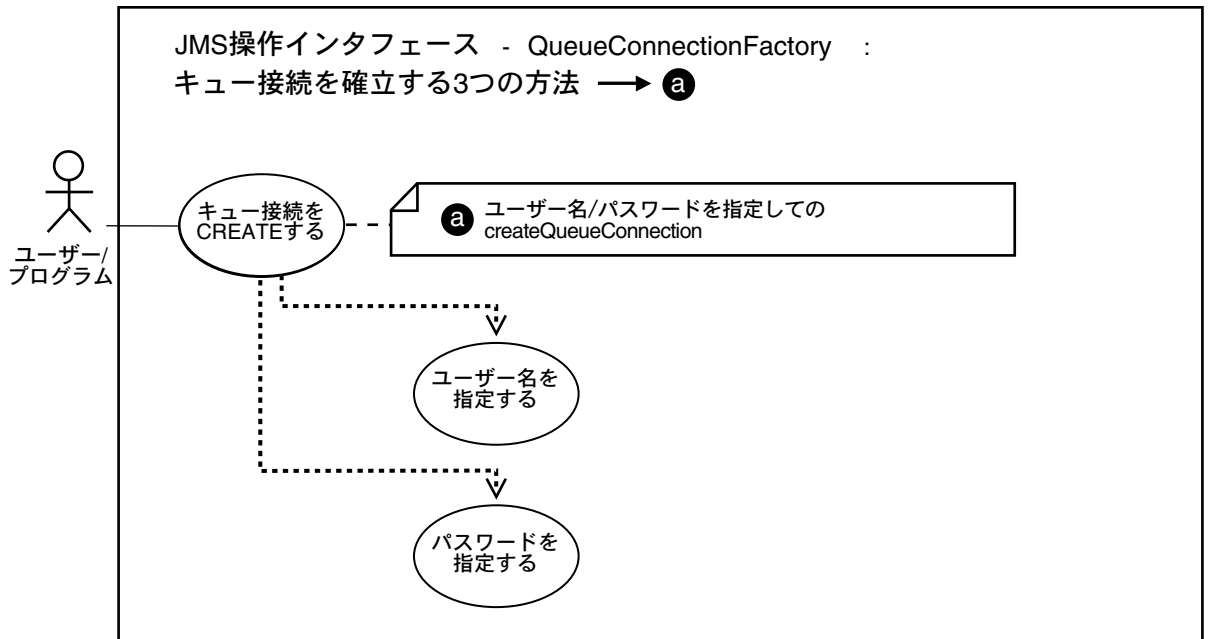 JMS操作インタフェース - QueueConnectionFactory :
キュー接続を確立する3つの方法 a
キュー接続を
CREATEする
a ユーザー名/パスワードを指定しての
createQueueConnection
ユーザー/
プログラム
ユーザー名を
指定する
パスワードを
指定する